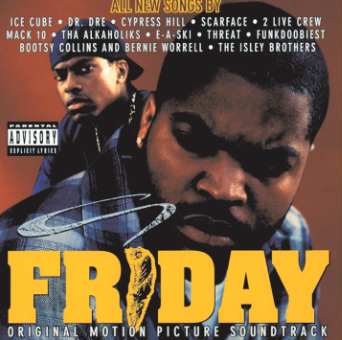 ALL NEW SONGS BY
ICE CUBE • DR. DRE • CYPRESS HILL • SCARFACE • 2 LIVE CREW
MACK 10 • THA ALKAHOLIKS • E-A-SKI • THREAT • FUNKDOOBIEST
BOOTSY COLLINS AND BERNIE WORRELL • THE ISLEY BROTHERS
PARENTAL
ADVISORY
EXPLICIT LYRICS
FRIDAY
ORIGINAL MOTION PICTURE SOUNDTRACK